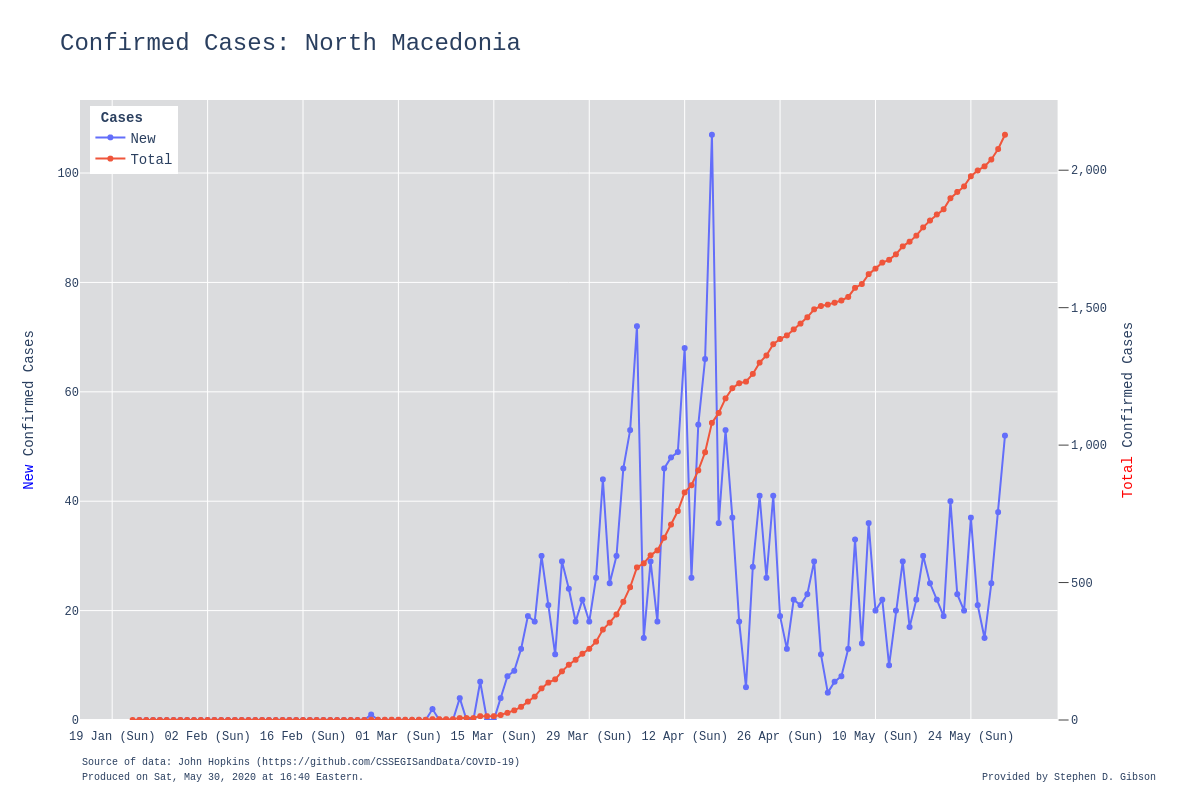 Confirmed Cases: North Macedonia
Cases
New
Total
100
80
60
40
20
0
2,000
1,500
1,000
500
0
New Confirmed Cases
Total Confirmed Cases
19 Jan (Sun) 02 Feb (Sun) 16 Feb (Sun) 01 Mar (Sun) 15 Mar (Sun) 29 Mar (Sun) 12 Apr (Sun) 26 Apr (Sun) 10 May (Sun) 24 May (Sun)
Source of data: John Hopkins (https://github.com/CSSEGISandData/COVID-19)
Produced on Sat, May 30, 2020 at 16:40 Eastern.
Provided by Stephen D. Gibson